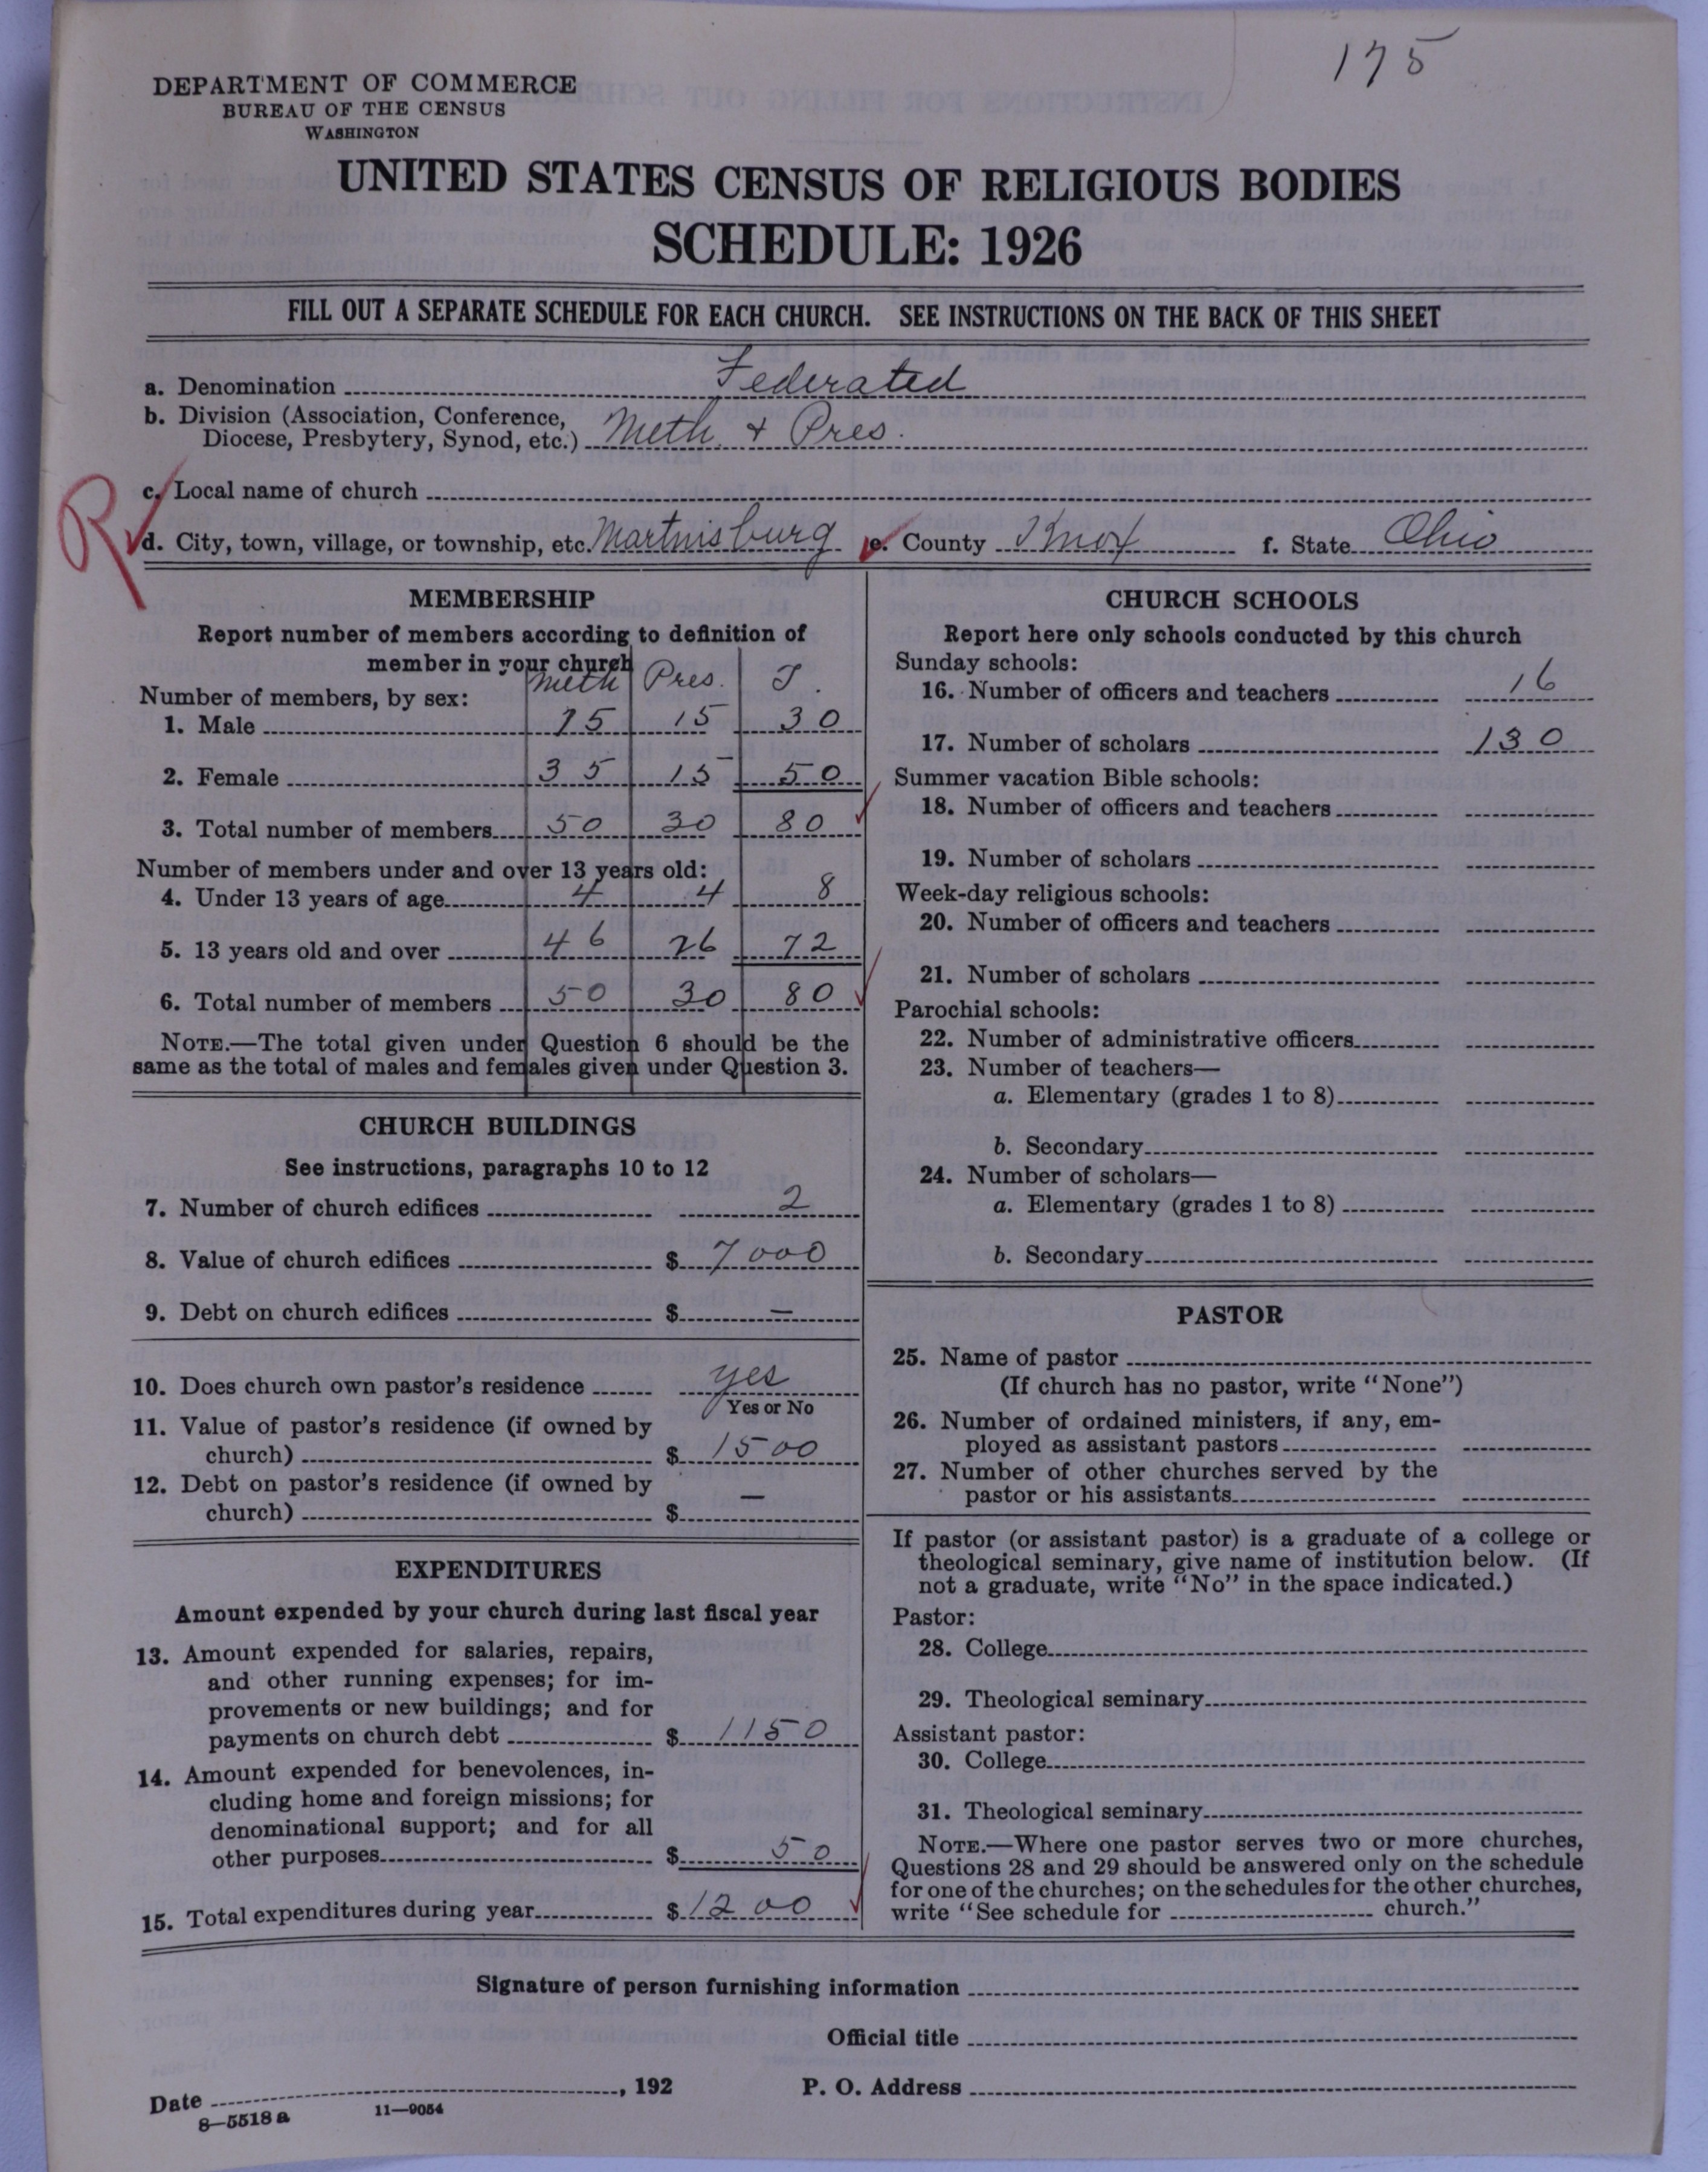 175
DEPARTMENT OF COMMERCE
BUREAU OF THE CENSUS
WASHINGTON
UNITED STATES CENSUS OF RELIGIOUS BODIES
SCHEDULE: 1926
FILL OUT A SEPARATE SCHEDULE FOR EACH CHURCH. SEE INSTRUCTIONS ON THE BACK OF THIS SHEET
a. Denomination Federated
b. Division (Association, Conference,
Diocese, Presbytery, Synod, etc.) Meth. & Pres.
R
c. Local name of church
d. City, town, village, or township, etc. Martinsburg e. County Knox f. State Ohio
MEMBERSHIP
Report number of members according to definition of
member in your church
Meth Pres. T.
Number of members, by sex:
1. Male 15 15 30
2. Female 35 15 50
3. Total number of members 50 30 80
Number of members under and over 13 years old:
4. Under 13 years of age 4 4 8
5. 13 years old and over 46 26 72
6. Total number of members 50 30 80
NOTE.—The total given under Question 6 should be the
same as the total of males and females given under Question 3.
CHURCH BUILDINGS
See instructions, paragraphs 10 to 12
7. Number of church edifices 2
8. Value of church edifices $ 7000
9. Debt on church edifices $ —
10. Does church own pastor's residence yes
Yes or No
11. Value of pastor's residence (if owned by
church) $ 1500
12. Debt on pastor's residence (if owned by
church) $ —
EXPENDITURES
Amount expended by your church during last fiscal year
13. Amount expended for salaries, repairs,
and other running expenses; for im-
provements or new buildings; and for
payments on church debt $ 1150
14. Amount expended for benevolences, in-
cluding home and foreign missions; for
denominational support; and for all
other purposes $ 50
15. Total expenditures during year $ 1200
CHURCH SCHOOLS
Report here only schools conducted by this church
Sunday schools:
16. Number of officers and teachers 16
17. Number of scholars 130
Summer vacation Bible schools:
18. Number of officers and teachers
19. Number of scholars
Week-day religious schools:
20. Number of officers and teachers
21. Number of scholars
Parochial schools:
22. Number of administrative officers
23. Number of teachers—
a. Elementary (grades 1 to 8)
b. Secondary
24. Number of scholars—
a. Elementary (grades 1 to 8)
b. Secondary
PASTOR
25. Name of pastor
(If church has no pastor, write "None")
26. Number of ordained ministers, if any, em-
ployed as assistant pastors
27. Number of other churches served by the
pastor or his assistants
If pastor (or assistant pastor) is a graduate of a college or
theological seminary, give name of institution below. (If
not a graduate, write "No" in the space indicated.)
Pastor:
28. College
29. Theological seminary
Assistant pastor:
30. College
31. Theological seminary
NOTE.—Where one pastor serves two or more churches,
Questions 28 and 29 should be answered only on the schedule
for one of the churches; on the schedules for the other churches,
write "See schedule for church."
Signature of person furnishing information
Official title
Date , 192 P. O. Address
8—5518a 11—9054